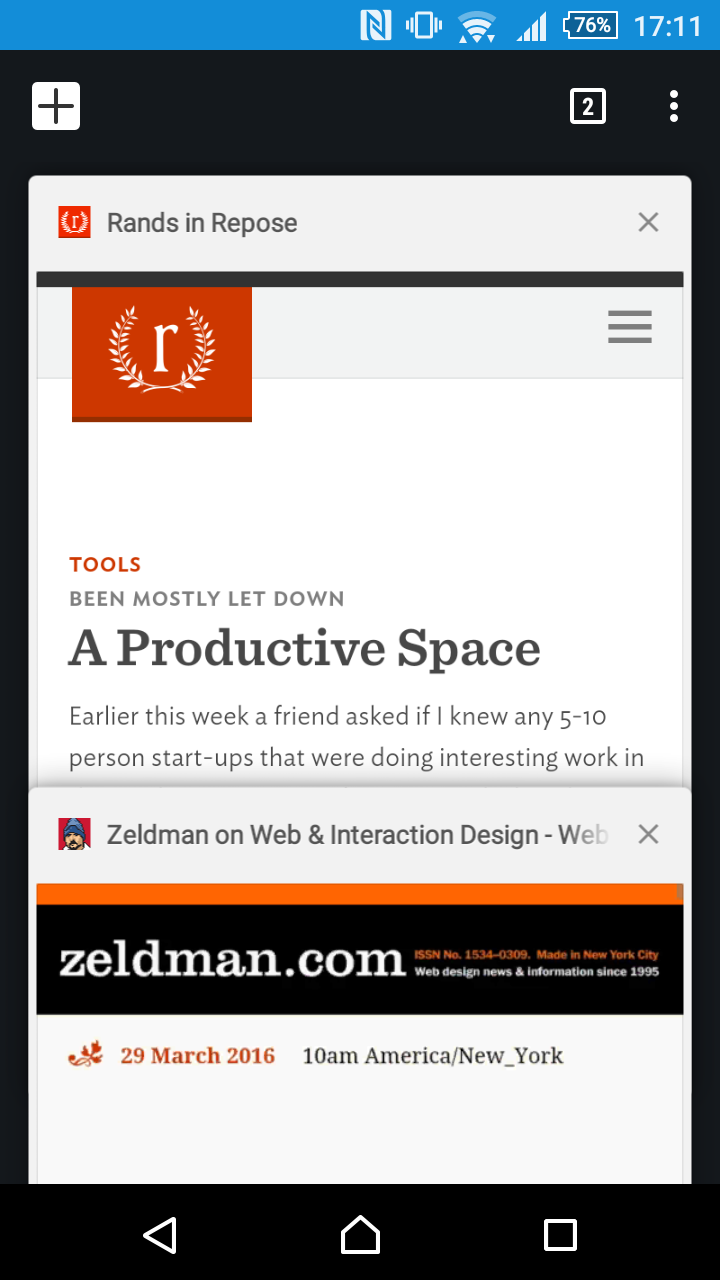 76% 17:11
2
Rands in Repose
r
TOOLS
BEEN MOSTLY LET DOWN
A Productive Space
Earlier this week a friend asked if I knew any 5-10
person start-ups that were doing interesting work in
Zeldman on Web & Interaction Design - Web
zeldman.com
ISSN No. 1534–0309. Made in New York City
Web design news & information since 1995
29 March 2016 10am America/New_York